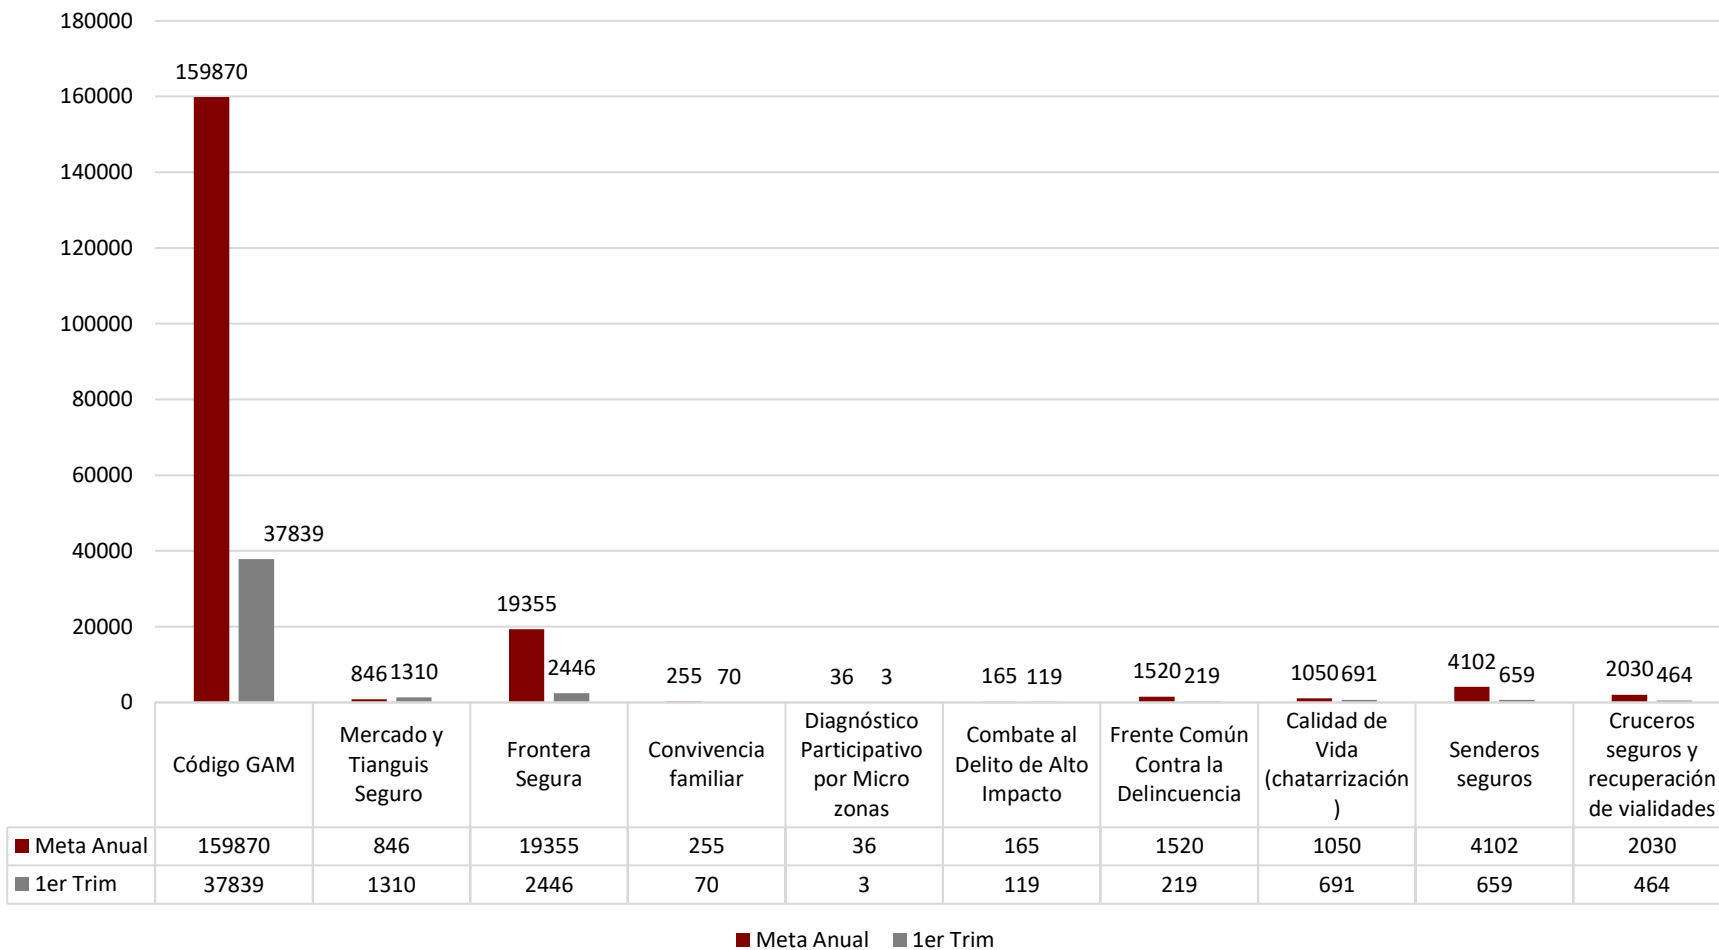 180000
160000
140000
120000
100000
80000
60000
40000
20000
0
159870
37839
846 1310
19355
2446
255 70
36 3
165 119
1520 219
1050 691
4102 659
2030 464
Código GAM
Mercado y
Tianguis
Seguro
Frontera
Segura
Convivencia
familiar
Diagnóstico
Participativo
por Micro
zonas
Combate al
Delito de Alto
Impacto
Frente Común
Contra la
Delincuencia
Calidad de
Vida
(chatarrización
)
Senderos
seguros
Cruceros
seguros y
recuperación
de vialidades
Meta Anual 159870 846 19355 255 36 165 1520 1050 4102 2030
1er Trim 37839 1310 2446 70 3 119 219 691 659 464
Meta Anual 1er Trim